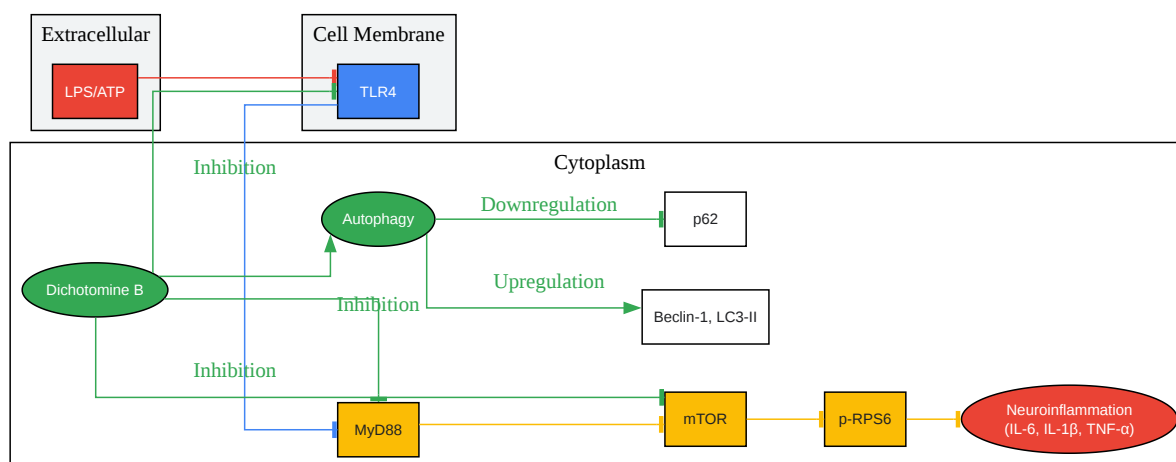 Extracellular
Cell Membrane
LPS/ATP
TLR4
Cytoplasm
Inhibition
Autophagy
Downregulation
p62
Dichotomine B
Upregulation
Inhibition
Beclin-1, LC3-II
Inhibition
MyD88
mTOR
p-RPS6
Neuroinflammation
(IL-6, IL-1β, TNF-α)